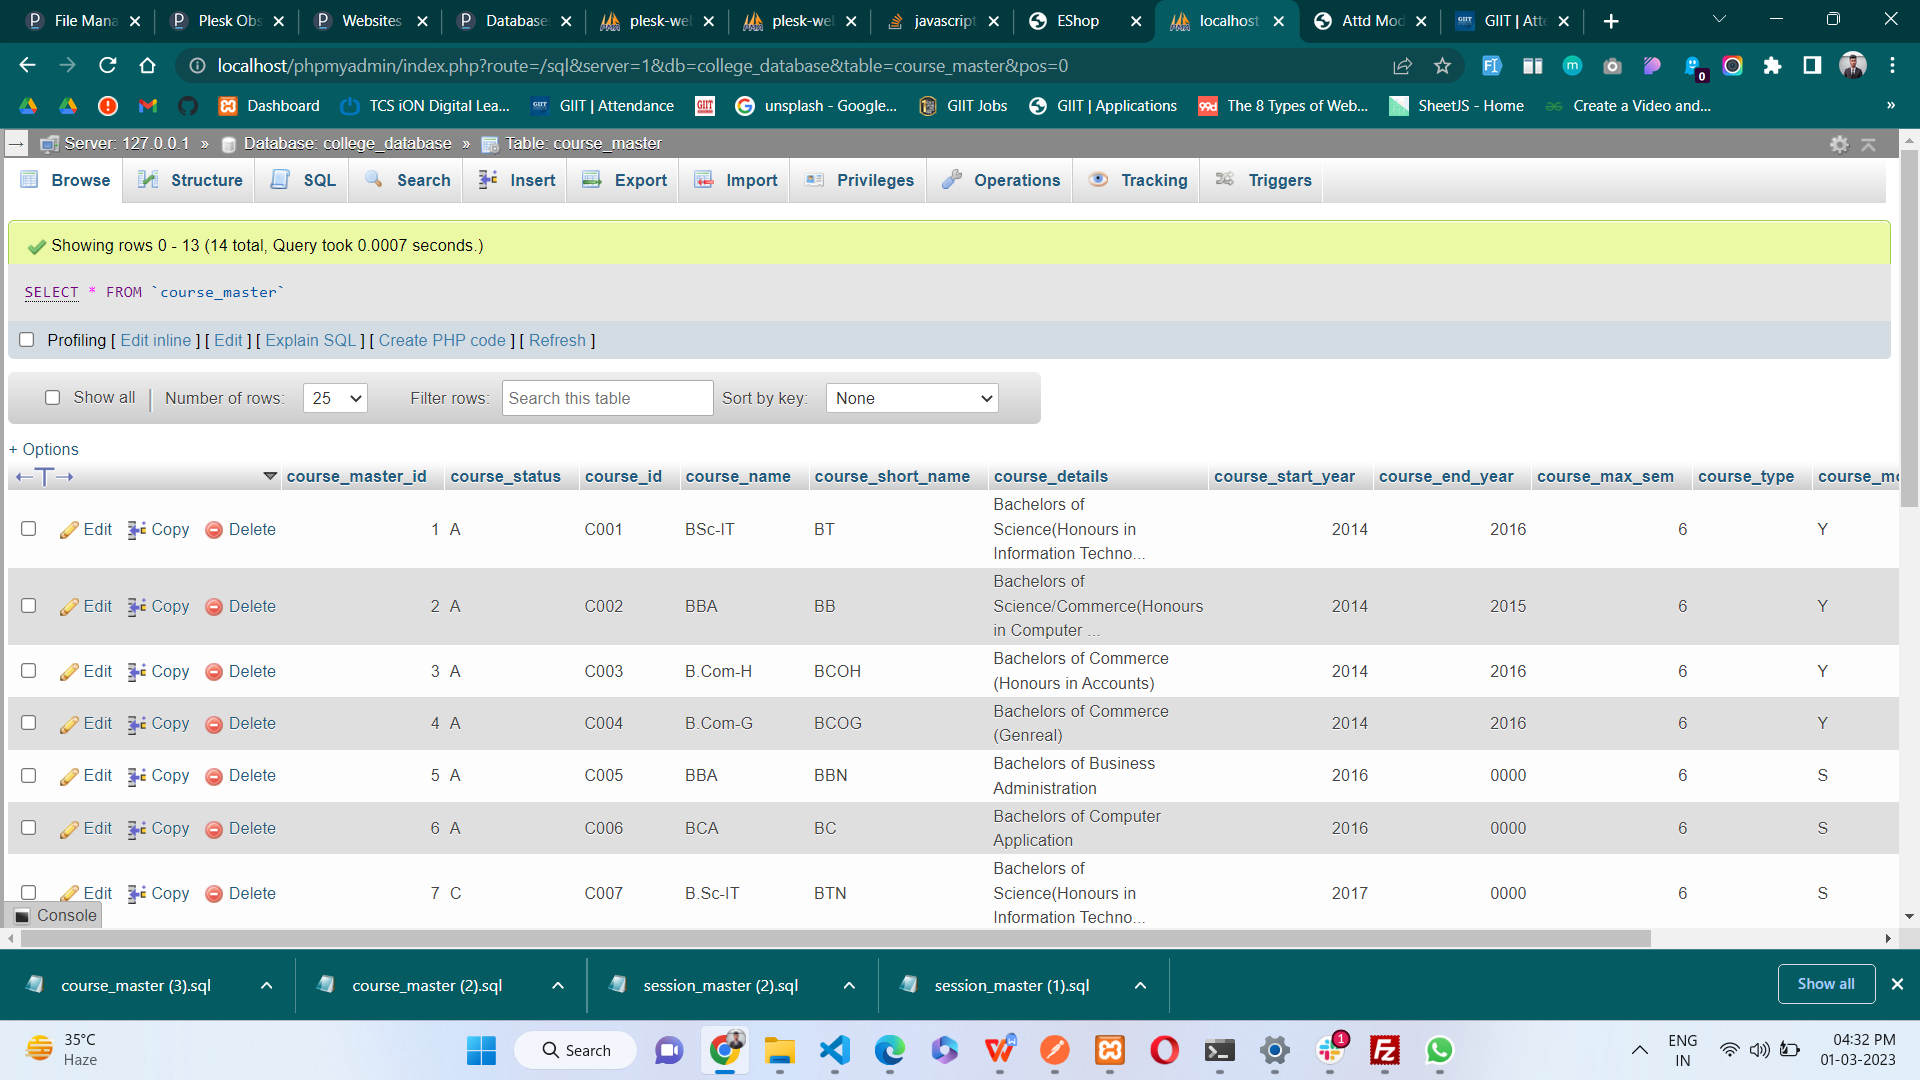 File Mana
Plesk Obs
Websites
Database
plesk-wel
plesk-wel
javascript
EShop
localhost
Attd Mod
GIIT | Atte
localhost/phpmyadmin/index.php?route=/sql&server=1&db=college_database&table=course_master&pos=0
Dashboard
TCS iON Digital Lea...
GIIT | Attendance
unsplash - Google...
GIIT Jobs
GIIT | Applications
The 8 Types of Web...
SheetJS - Home
Create a Video and...
»
Server: 127.0.0.1 » Database: college_database » Table: course_master
Browse Structure SQL Search Insert Export Import Privileges Operations Tracking Triggers
Showing rows 0 - 13 (14 total, Query took 0.0007 seconds.)
SELECT * FROM `course_master`
Profiling [ Edit inline ] [ Edit ] [ Explain SQL ] [ Create PHP code ] [ Refresh ]
Show all | Number of rows: 25 Filter rows: Search this table Sort by key: None
+ Options
course_master_id course_status course_id course_name course_short_name course_details course_start_year course_end_year course_max_sem course_type course_mo
Edit Copy Delete 1 A C001 BSc-IT BT Bachelors of Science(Honours in Information Techno... 2014 2016 6 Y
Edit Copy Delete 2 A C002 BBA BB Bachelors of Science/Commerce(Honours in Computer ... 2014 2015 6 Y
Edit Copy Delete 3 A C003 B.Com-H BCOH Bachelors of Commerce (Honours in Accounts) 2014 2016 6 Y
Edit Copy Delete 4 A C004 B.Com-G BCOG Bachelors of Commerce (Genreal) 2014 2016 6 Y
Edit Copy Delete 5 A C005 BBA BBN Bachelors of Business Administration 2016 0000 6 S
Edit Copy Delete 6 A C006 BCA BC Bachelors of Computer Application 2016 0000 6 S
Edit Copy Delete 7 C C007 B.Sc-IT BTN Bachelors of Science(Honours in Information Techno... 2017 0000 6 S
Console
course_master (3).sql
course_master (2).sql
session_master (2).sql
session_master (1).sql
Show all
35°C
Haze
Search
ENG
IN
04:32 PM
01-03-2023